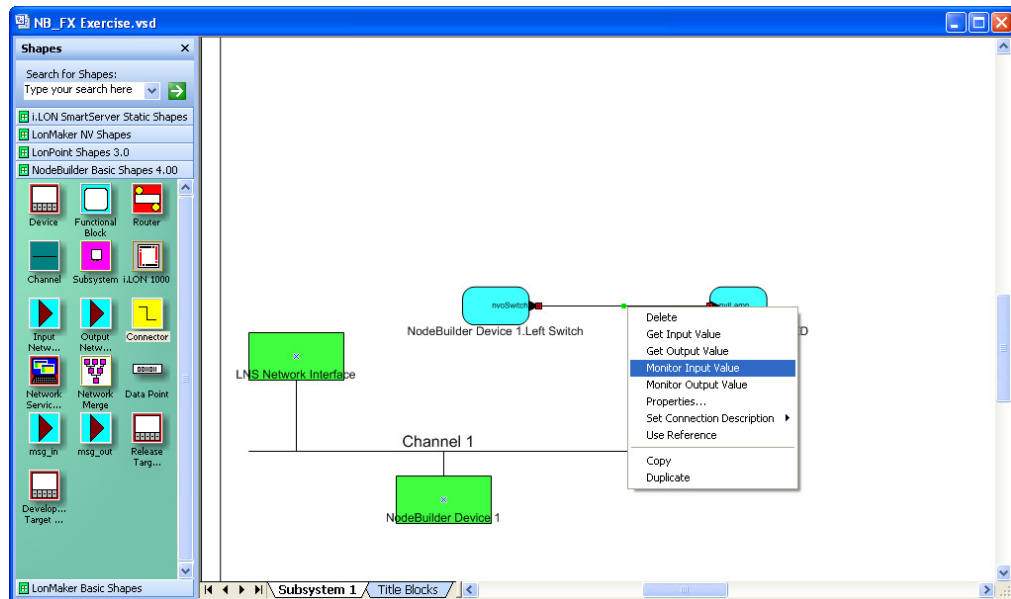 NB_FX Exercise.vsd
Shapes
Search for Shapes:
Type your search here
i.LON SmartServer Static Shapes
LonMaker NV Shapes
LonPoint Shapes 3.0
NodeBuilder Basic Shapes 4.00
Device
Functional
Block
Router
Channel
Subsystem
i.LON 1000
Input
Netw...
Output
Netw...
Connector
Network
Servic...
Network
Merge
Data Point
msg_in
msg_out
Release
Targ...
Develop...
Target ...
LonMaker Basic Shapes
nvoSwitch
nviLamp
NodeBuilder Device 1.Left Switch
D
LNS Network Interface
Channel 1
NodeBuilder Device 1
Delete
Get Input Value
Get Output Value
Monitor Input Value
Monitor Output Value
Properties...
Set Connection Description
Use Reference
Copy
Duplicate
Subsystem 1
Title Blocks